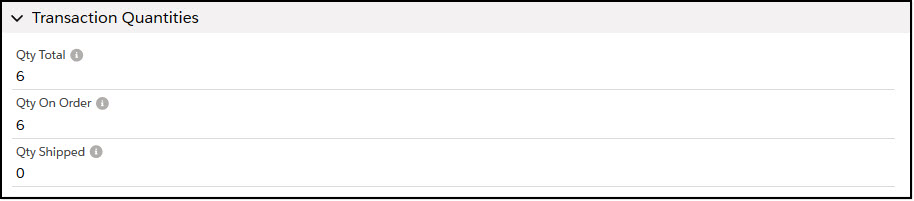 Transaction Quantities
Qty Total
6
Qty On Order
6
Qty Shipped
0